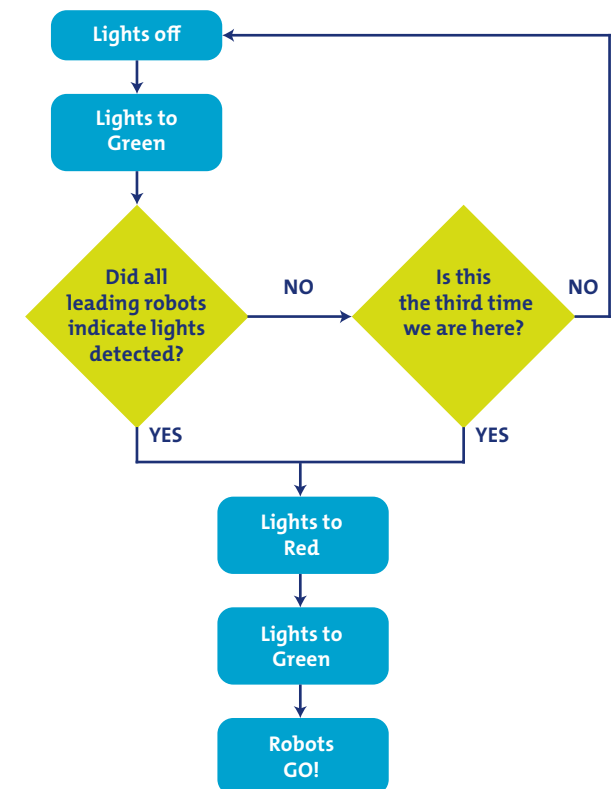 Lights off
Lights to
Green
Did all
leading robots
indicate lights
detected?
NO
Is this
the third time
we are here?
NO
YES
YES
Lights to
Red
Lights to
Green
Robots
GO!